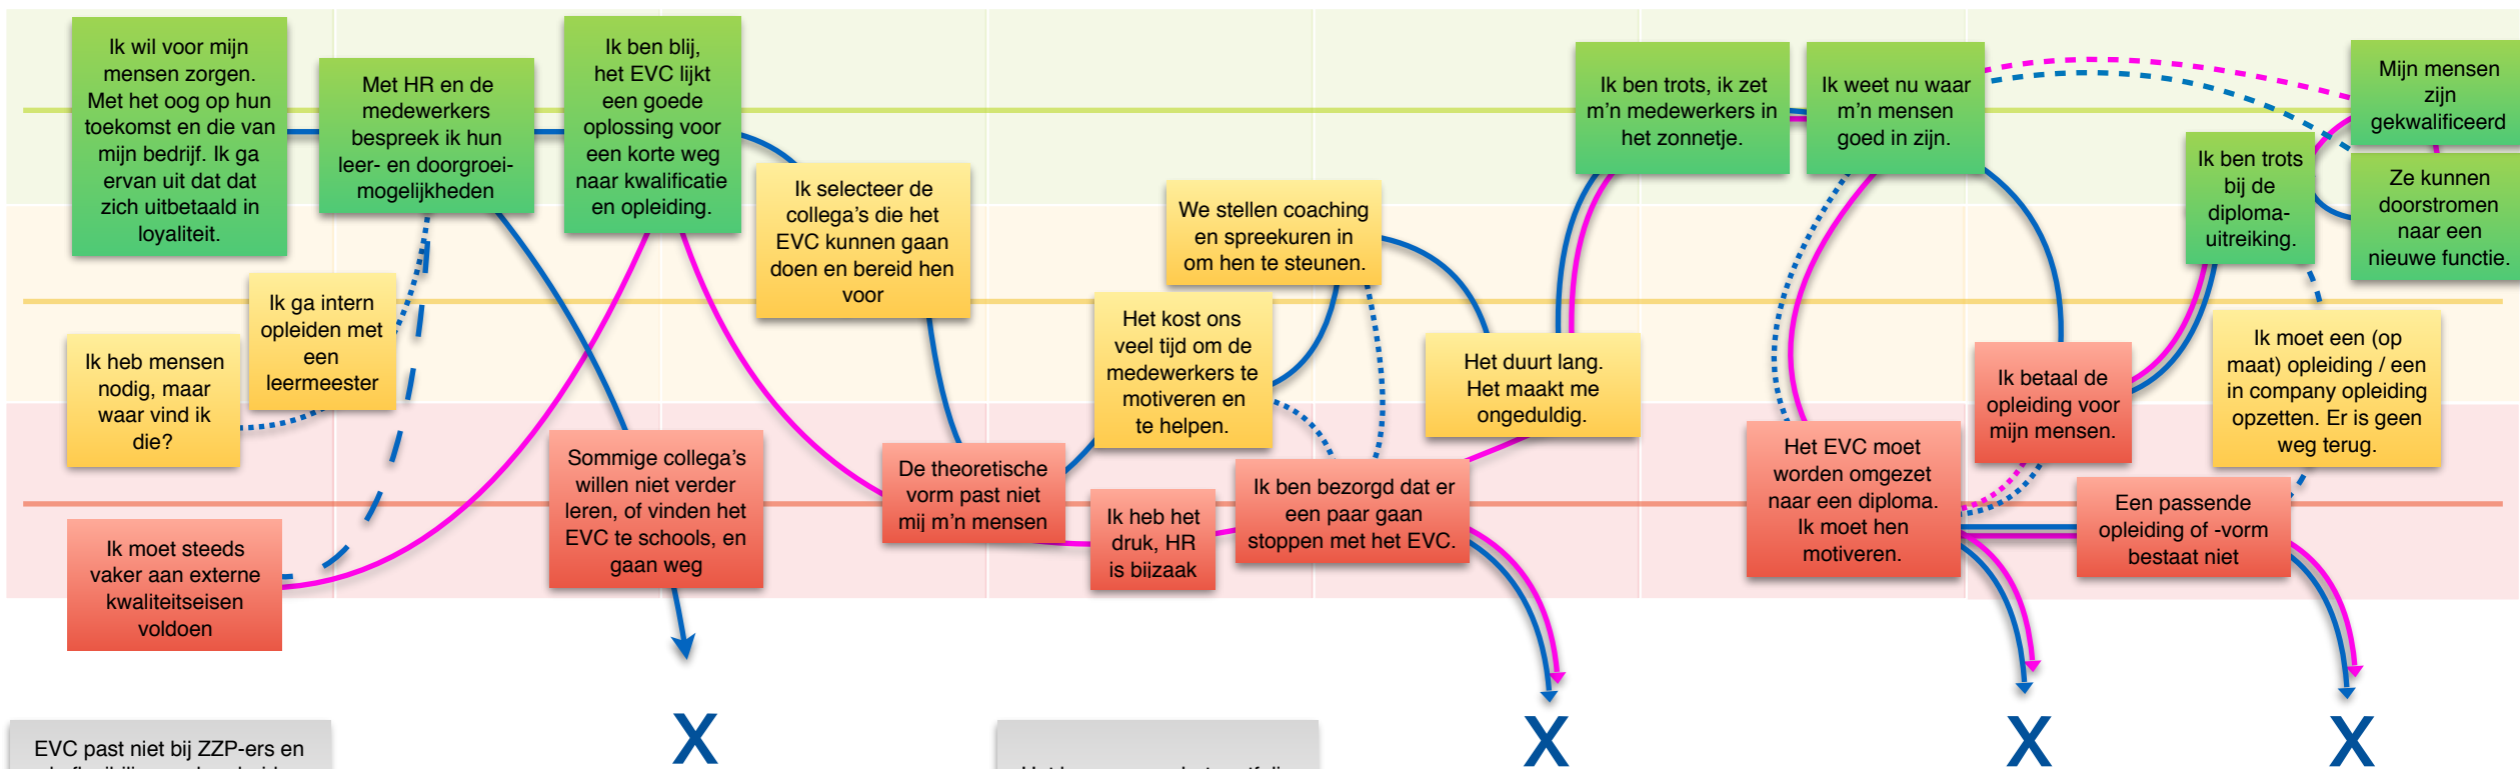 Ik wil voor mijn
mensen zorgen.
Met het oog op hun
toekomst en die van
mijn bedrijf. Ik ga
ervan uit dat dat
zich uitbetaald in
loyaliteit.
Met HR en de
medewerkers
bespreek ik hun
leer- en doorgroei-
mogelijkheden
Ik ben blij,
het EVC lijkt
een goede
oplossing voor
een korte weg
naar kwalificatie
en opleiding.
Ik heb mensen
nodig, maar
waar vind ik
die?
Ik ga intern
opleiden met
een
leermeester
Ik moet steeds
vaker aan externe
kwaliteitseisen
voldoen
Sommige collega's
willen niet verder
leren, of vinden het
EVC te schools, en
gaan weg
Ik selecteer de
collega's die het
EVC kunnen gaan
doen en bereid hen
voor
De theoretische
vorm past niet
mij m'n mensen
Het kost ons
veel tijd om de
medewerkers te
motiveren en
te helpen.
Ik heb het
druk, HR
is bijzaak
We stellen coaching
en spreekuren in
om hen te steunen.
Ik ben bezorgd dat er
een paar gaan
stoppen met het EVC.
Het duurt lang.
Het maakt me
ongeduldig.
Ik ben trots, ik zet
m'n medewerkers in
het zonnetje.
Ik weet nu waar
m'n mensen
goed in zijn.
Het EVC moet
worden omgezet
naar een diploma.
Ik moet hen
motiveren.
Ik betaal de
opleiding voor
mijn mensen.
Een passende
opleiding of -vorm
bestaat niet
Ik ben trots
bij de
diploma-
uitreiking.
Mijn mensen
zijn
gekwalificeerd
Ze kunnen
doorstromen
naar een
nieuwe functie.
Ik moet een (op
maat) opleiding / een
in company opleiding
opzetten. Er is geen
weg terug.
X
X
X
X
EVC past niet bij ZZP-ers en